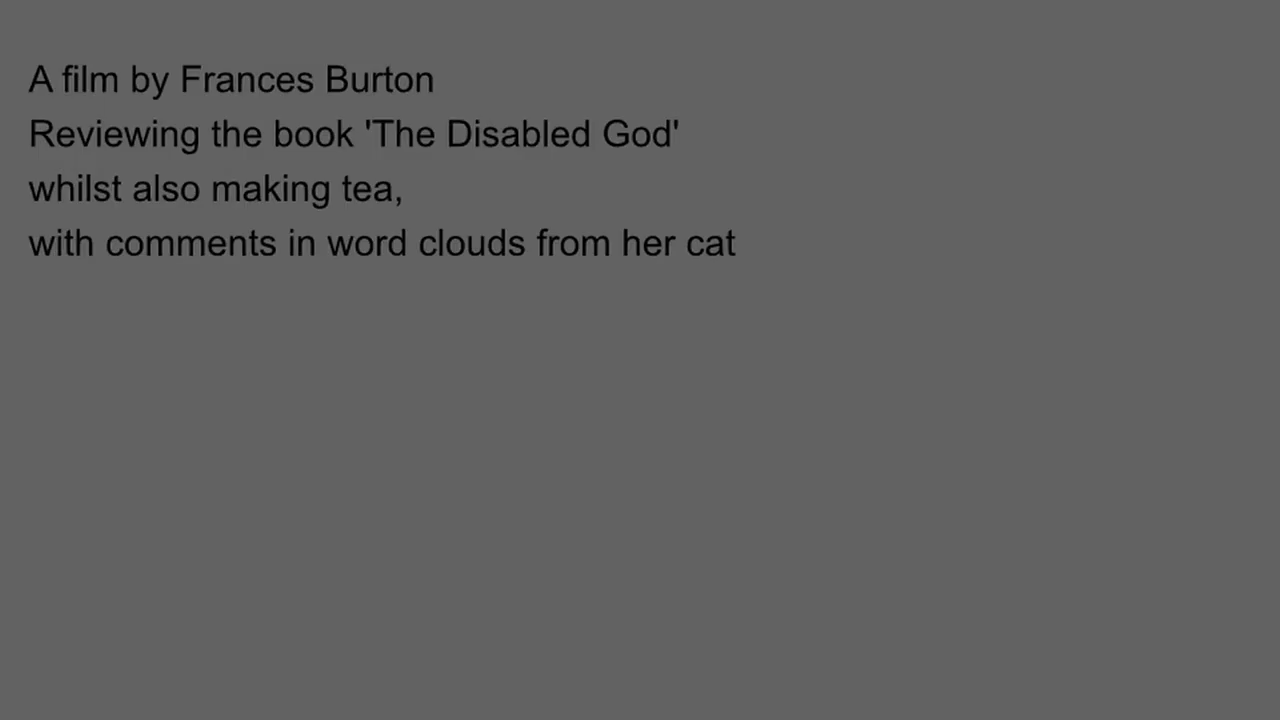 A film by Frances Burton
Reviewing the book 'The Disabled God'
whilst also making tea,
with comments in word clouds from her cat